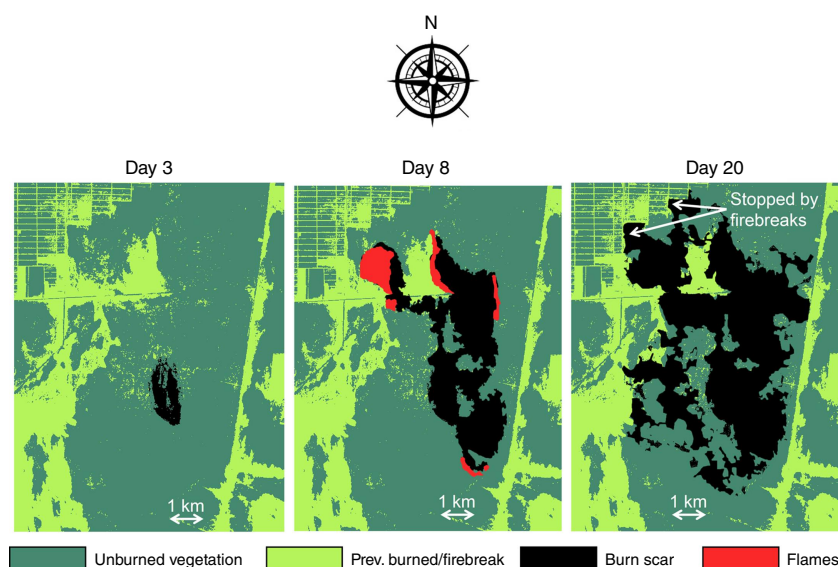 N
Day 3
Day 8
Day 20
Stopped by
firebreaks
1 km
1 km
1 km
Unburned vegetation
Prev. burned/firebreak
Burn scar
Flames